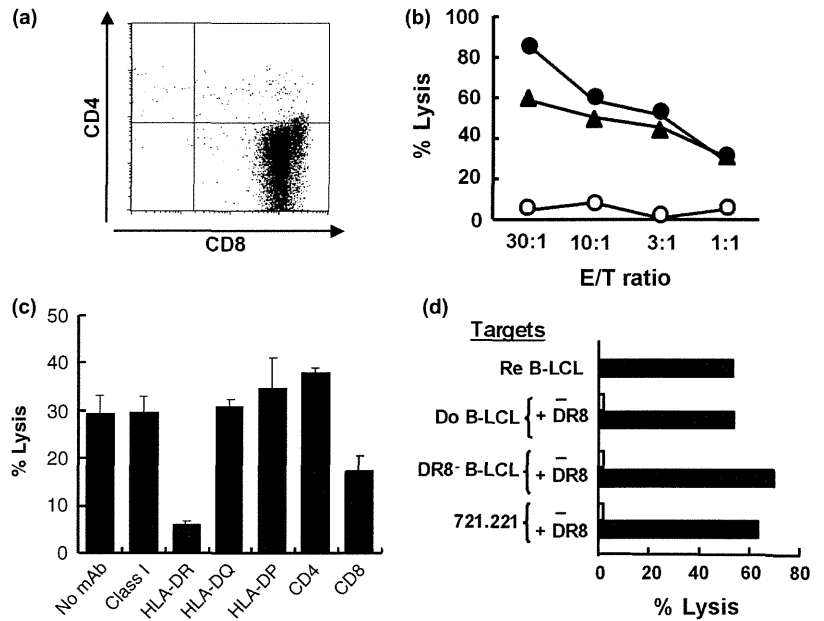 (a)
CD4
CD8
(b)
% Lysis
100
80
60
40
20
0
30:1 10:1 3:1 1:1
E/T ratio
(c)
% Lysis
50
40
30
20
10
0
No mAb
Class I
HLA-DR
HLA-DQ
HLA-DP
CD4
CD8
(d)
Targets
Re B-LCL
Do B-LCL { –
+ DR8
DR8- B-LCL { –
+ DR8
721.221 { –
+ DR8
0 20 40 60 80
% Lysis